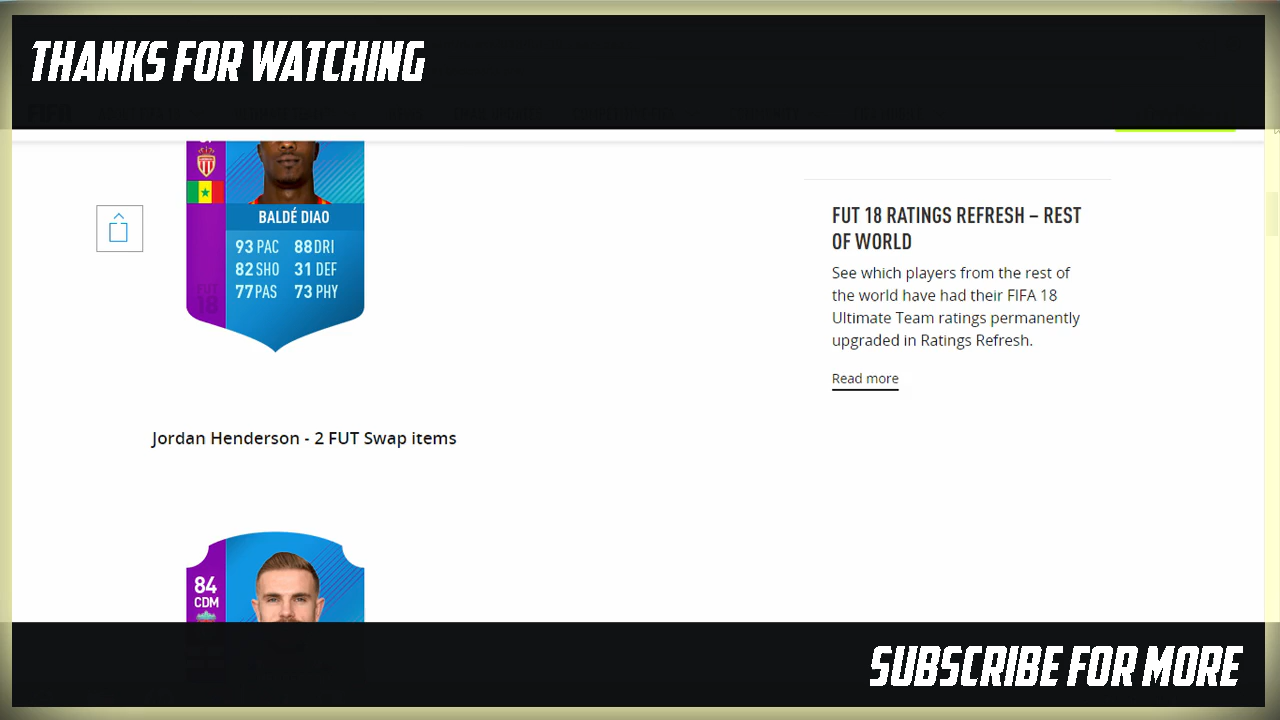 THANKS FOR WATCHING
FIFA
BALDÉ DIAO
93 PAC 88 DRI
82 SHO 31 DEF
77 PAS 73 PHY
FUT
18
FUT 18 RATINGS REFRESH – REST
OF WORLD
See which players from the rest of
the world have had their FIFA 18
Ultimate Team ratings permanently
upgraded in Ratings Refresh.
Read more
Jordan Henderson - 2 FUT Swap items
84
CDM
SUBSCRIBE FOR MORE